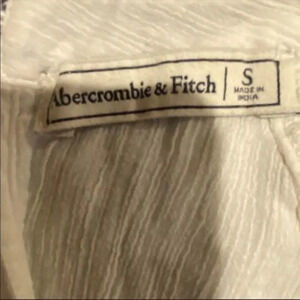 Abercrombie & Fitch
S
MADE IN
INDIA